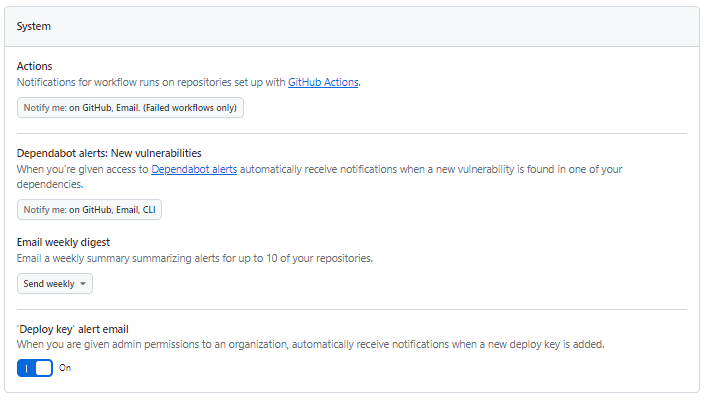 System
Actions
Notifications for workflow runs on repositories set up with GitHub Actions.
Notify me: on GitHub, Email, (Failed workflows only)
Dependabot alerts: New vulnerabilities
When you're given access to Dependabot alerts automatically receive notifications when a new vulnerability is found in one of your
dependencies.
Notify me: on GitHub, Email, CLI
Email weekly digest
Email a weekly summary summarizing alerts for up to 10 of your repositories.
Send weekly
'Deploy key' alert email
When you are given admin permissions to an organization, automatically receive notifications when a new deploy key is added.
On